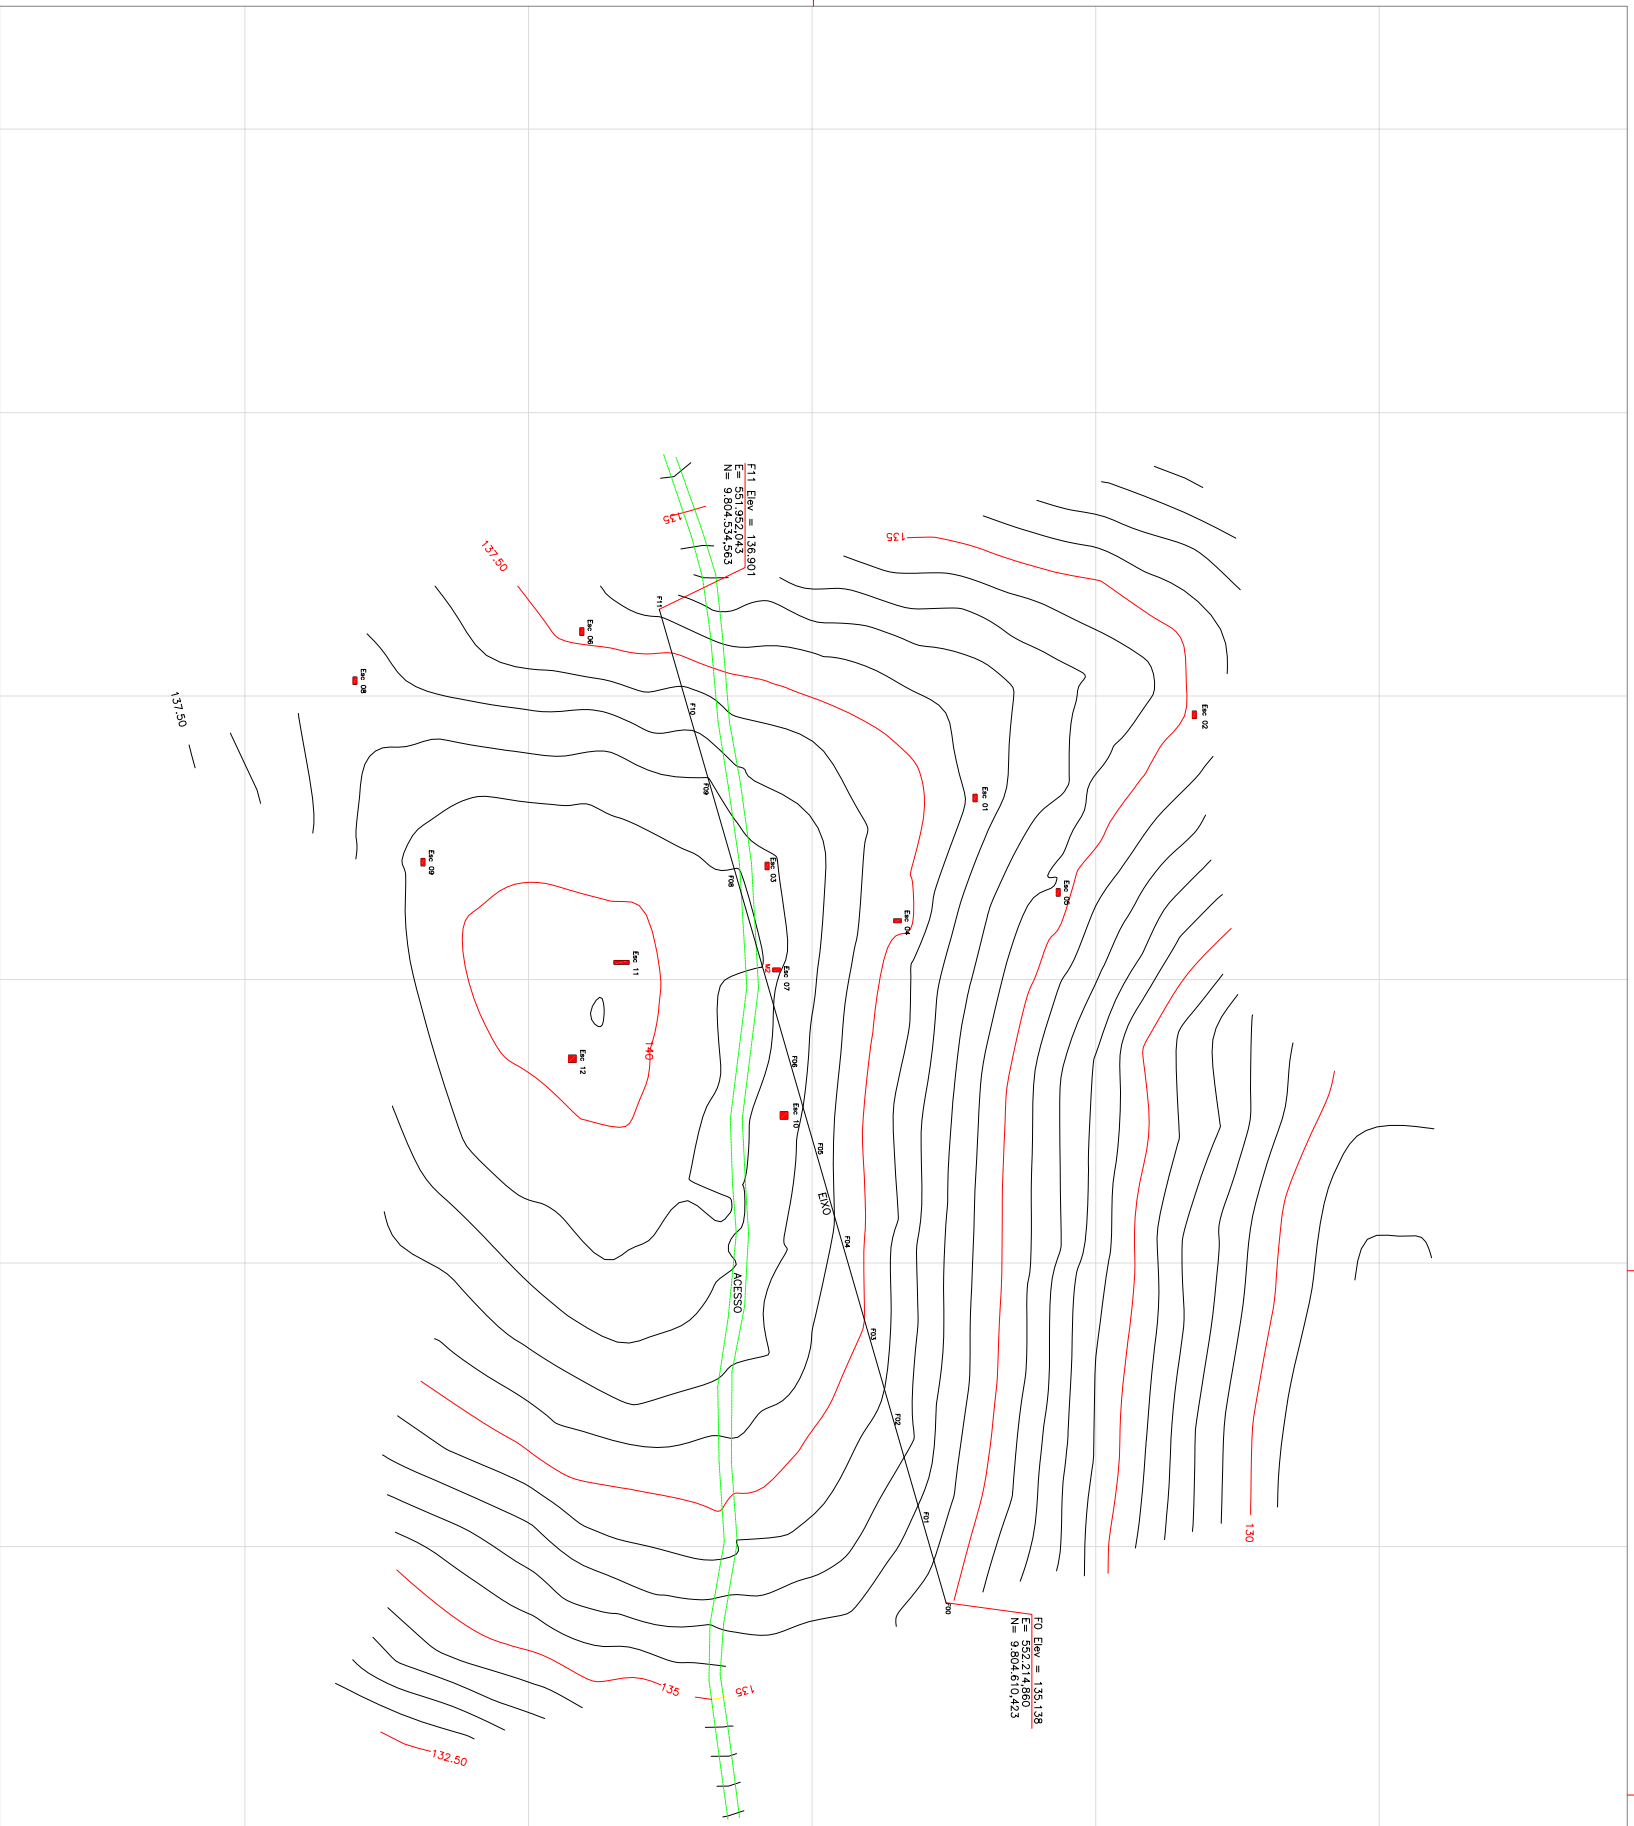 F11 Elev = 136.901
E= 551.952,043
N= 9.804.534,563
135
135
137.50
F11
Esc 06
Esc 08
137.50
F10
Esc 02
F09
Esc 01
Esc 03
F08
Esc 09
Esc 05
Esc 04
Esc 11
M2
Esc 07
140
Esc 12
F06
Esc 10
F05
EIXO
F04
ACESSO
F03
F02
F01
130
F00
F0 Elev = 135,138
E= 552.214,860
N= 9.804.610,423
135
135
132.50